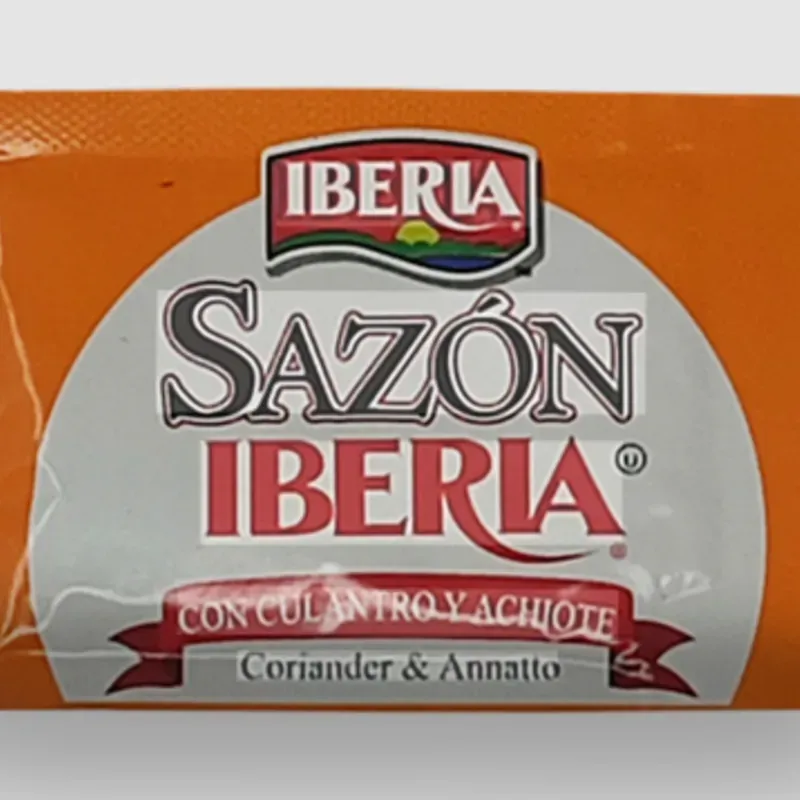 IBERIA
SAZÓN
IBERIA
CON CULANTRO Y ACHIOTE
Coriander & Annatto